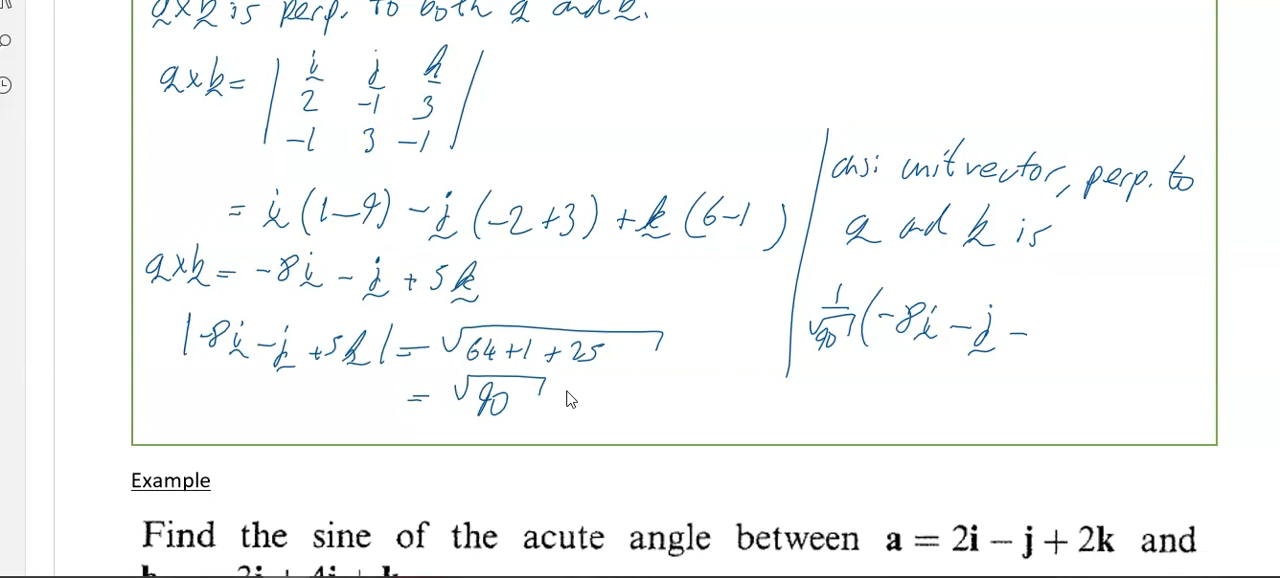 a×b is perp. to both a and b.
a×b = | i j k |
2 -1 3
-1 3 -1
= i (1-9) - j (-2+3) + k (6-1)
a×b = -8i - j + 5k
|-8i - j + 5k| = √64+1+25
= √90
unit vector, perp. to
a and b is
1/√90 (-8i - j -
Example
Find the sine of the acute angle between a = 2i − j + 2k and